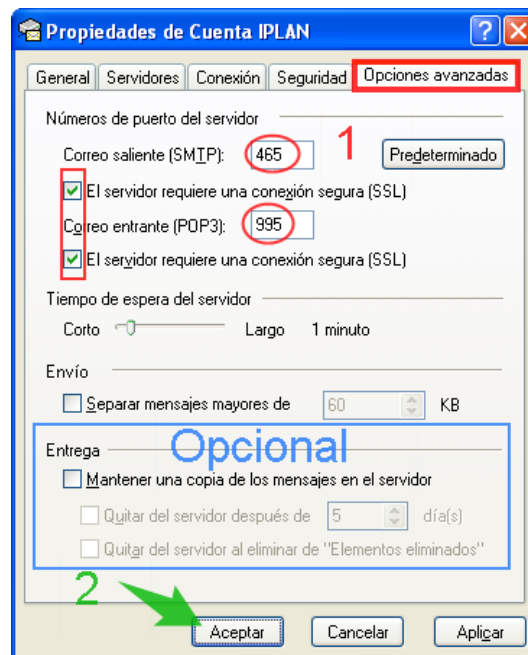 Propiedades de Cuenta IPLAN
General Servidores Conexión Seguridad Opciones avanzadas
Números de puerto del servidor
1
Correo saliente (SMTP): 465 Predeterminado
El servidor requiere una conexión segura (SSL)
Correo entrante (POP3): 995
El servidor requiere una conexión segura (SSL)
Tiempo de espera del servidor
Corto Largo 1 minuto
Envío
Separar mensajes mayores de 60 KB
Opcional
Entrega
Mantener una copia de los mensajes en el servidor
Quitar del servidor después de 5 día(s)
Quitar del servidor al eliminar de "Elementos eliminados"
2
Aceptar Cancelar Aplicar